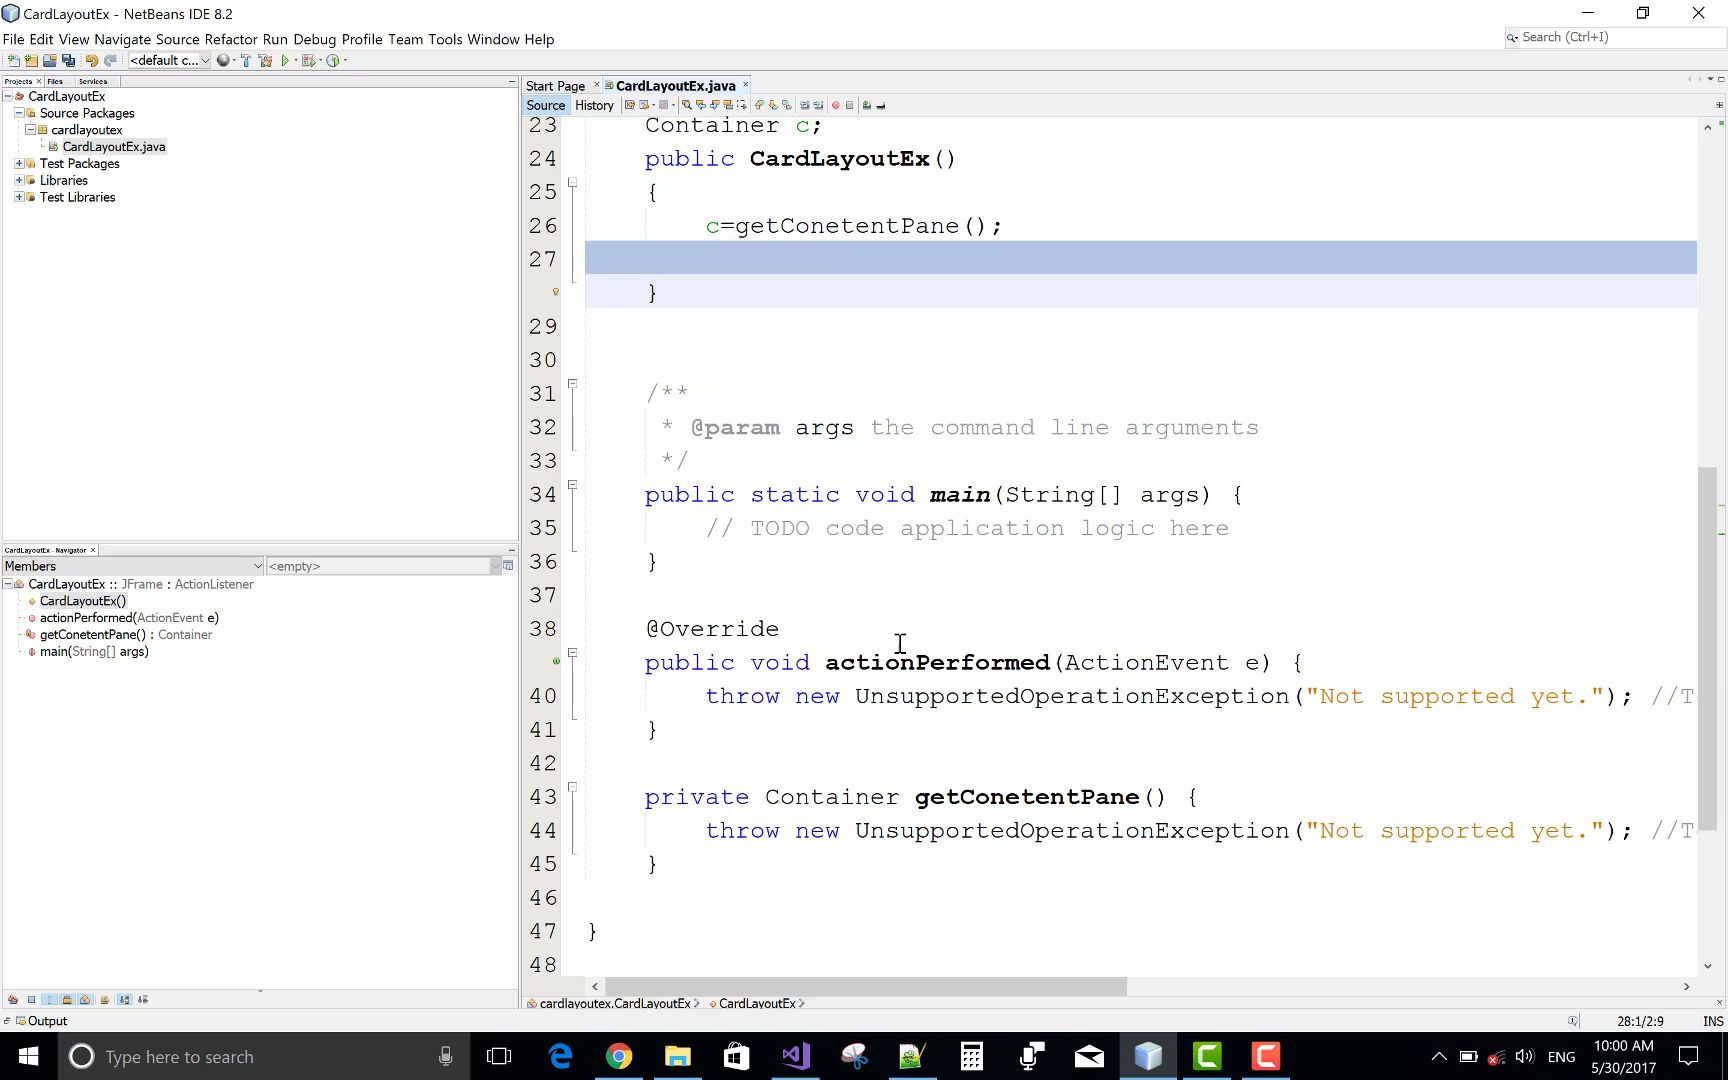 CardLayoutEx - NetBeans IDE 8.2
File Edit View Navigate Source Refactor Run Debug Profile Team Tools Window Help
Search (Ctrl+I)
<default c...
Projects Files Services
CardLayoutEx
Source Packages
cardlayoutex
CardLayoutEx.java
Test Packages
Libraries
Test Libraries
Start Page CardLayoutEx.java
Source History
23 Container c;
24 public CardLayoutEx()
25 {
26 c=getConetentPane();
27
}
29
30
31 /**
32 * @param args the command line arguments
33 */
34 public static void main(String[] args) {
35 // TODO code application logic here
36 }
37
38 @Override
public void actionPerformed(ActionEvent e) {
40 throw new UnsupportedOperationException("Not supported yet."); //T
41 }
42
43 private Container getConetentPane() {
44 throw new UnsupportedOperationException("Not supported yet."); //T
45 }
46
47 }
48
CardLayoutEx - Navigator
Members <empty>
CardLayoutEx :: JFrame : ActionListener
CardLayoutEx()
actionPerformed(ActionEvent e)
getConetentPane() : Container
main(String[] args)
cardlayoutex.CardLayoutEx CardLayoutEx
Output
28:1/2:9 INS
Type here to search
ENG
10:00 AM
5/30/2017